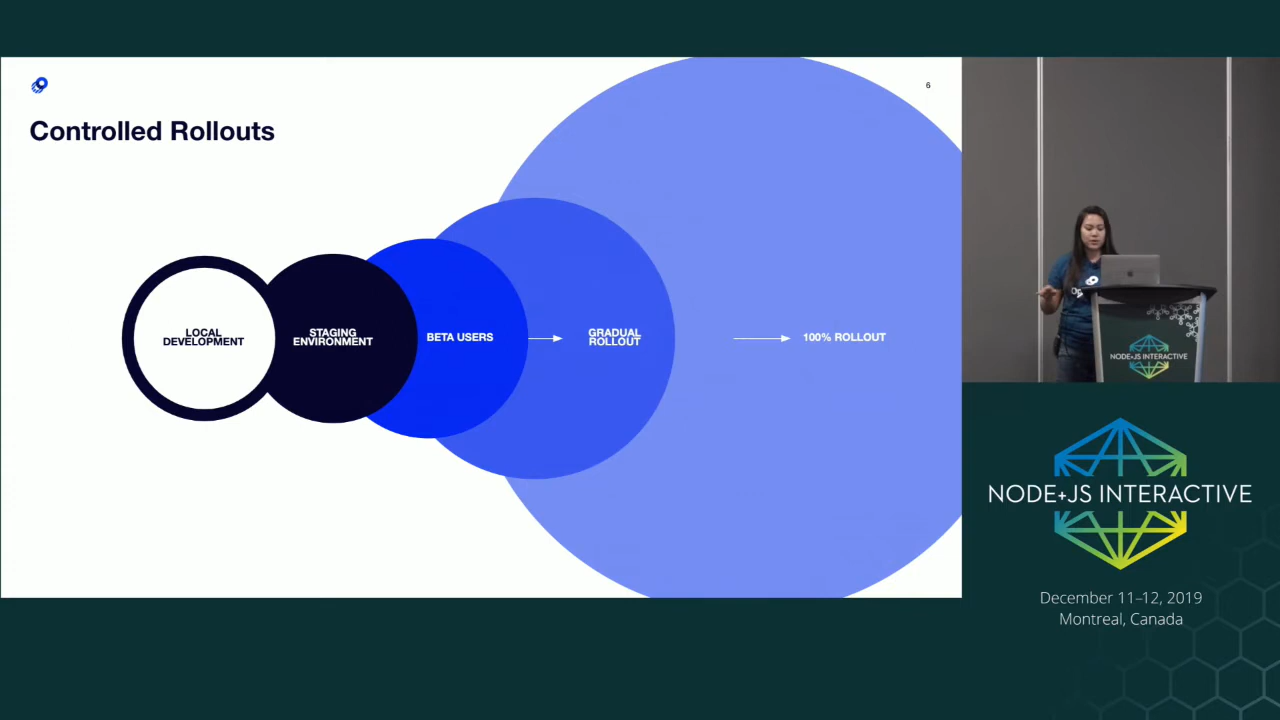 6
Controlled Rollouts
LOCAL
DEVELOPMENT
STAGING
ENVIRONMENT
BETA USERS
GRADUAL
ROLLOUT
100% ROLLOUT
NODE+JS INTERACTIVE
NODE+JS INTERACTIVE
December 11–12, 2019
Montreal, Canada